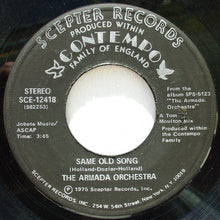 SCEPTER RECORDS
PRODUCED WITHIN
CONTEMPO
FAMILY OF ENGLAND
STEREO
SCE-12418
(S62253)
Jobete Music/
ASCAP
Time: 3:45
From the
album SPS-5123
"The Armada
Orchestra"
A Tom
Moulton Mix
Produced within
the Contempo
Family
SAME OLD SONG
(Holland-Dozier-Holland)
THE ARMADA ORCHESTRA
© 1975 Scepter Records, Inc.
SCEPTER RECORDS, INC. 254 W. 54th STREET, NEW YORK, N.Y. 10019